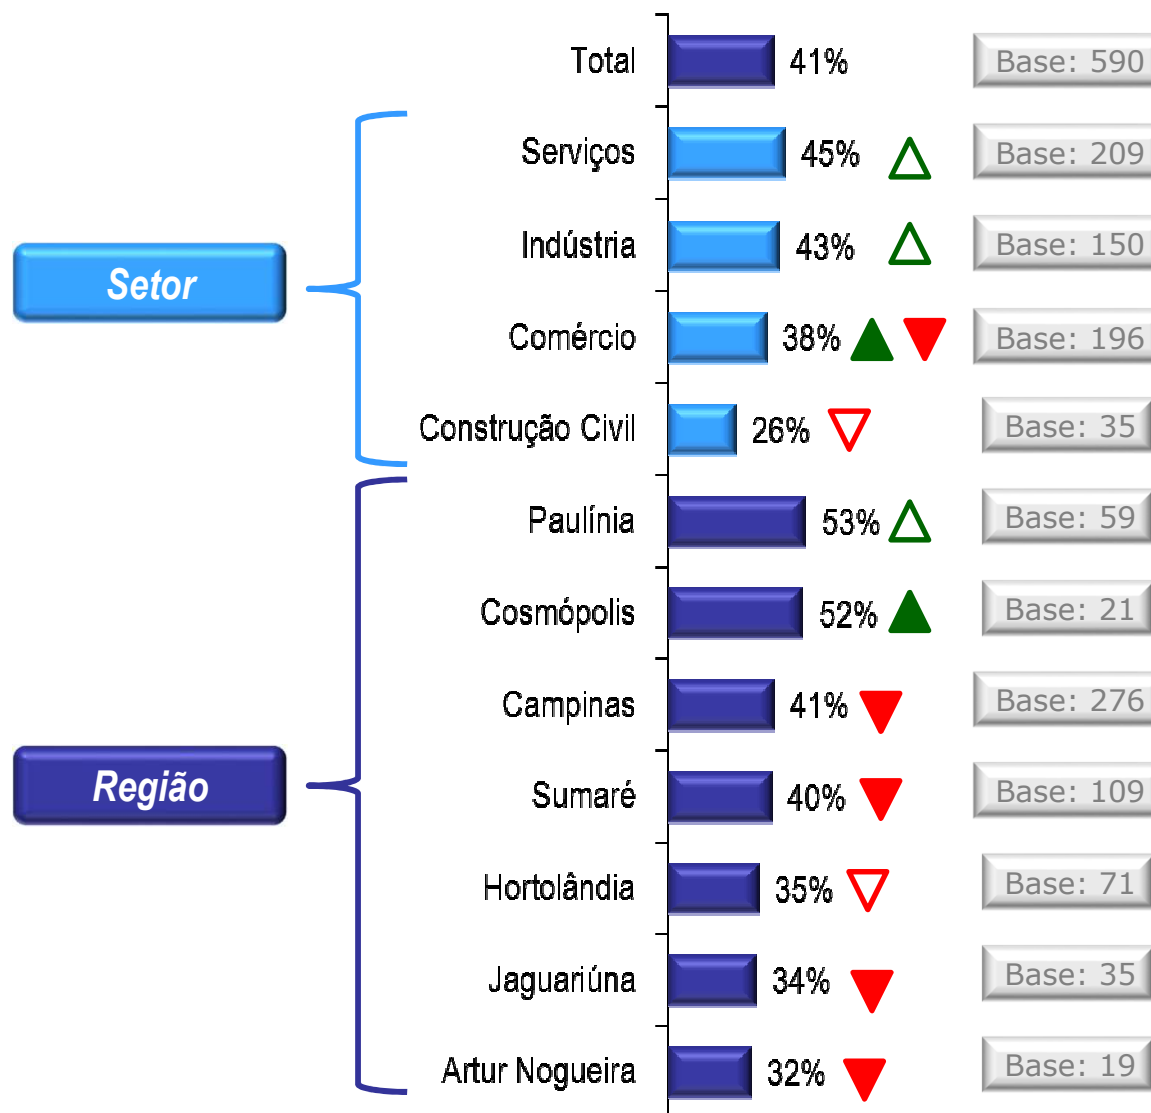 Total 41% Base: 590
Serviços 45% Base: 209
Indústria 43% Base: 150
Setor
Comércio 38% Base: 196
Construção Civil 26% Base: 35
Paulínia 53% Base: 59
Cosmópolis 52% Base: 21
Campinas 41% Base: 276
Região
Sumaré 40% Base: 109
Hortolândia 35% Base: 71
Jaguariúna 34% Base: 35
Artur Nogueira 32% Base: 19